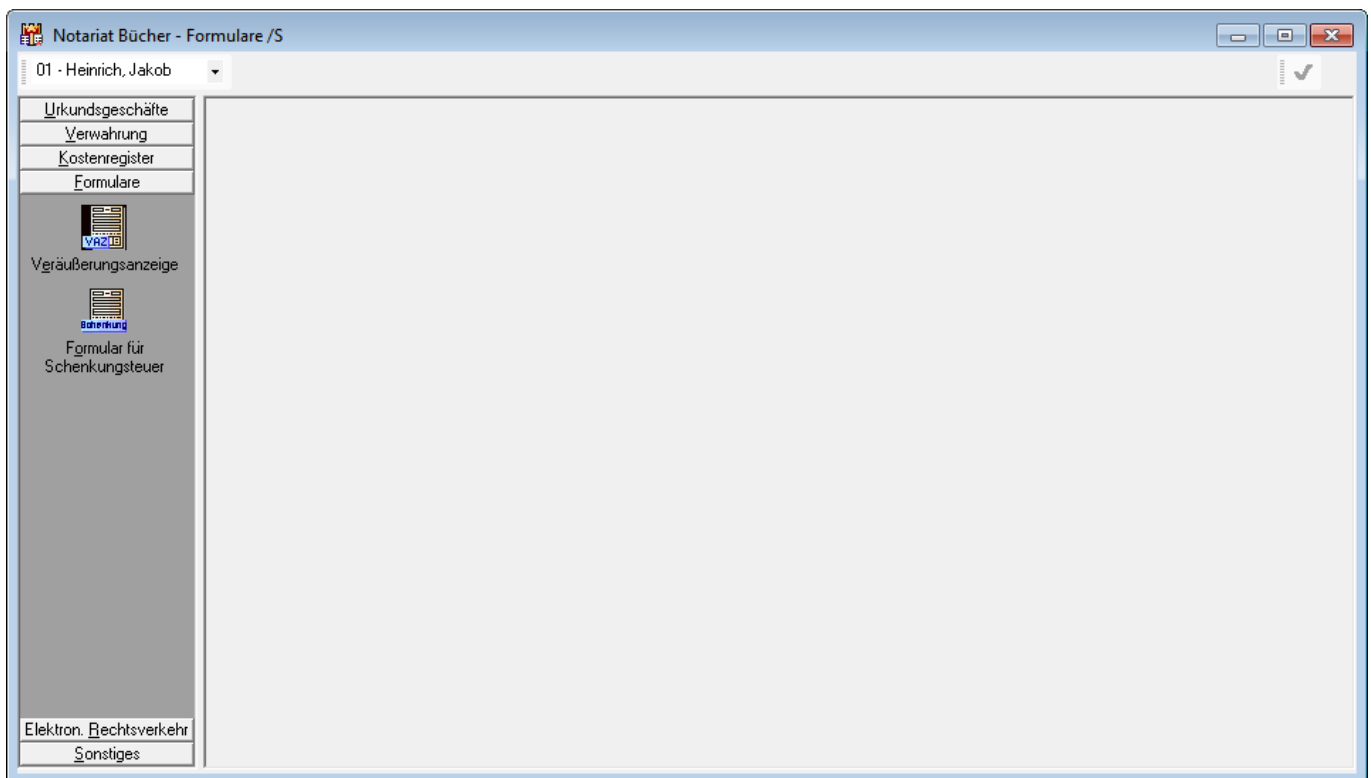 Notariat Bücher - Formulare /S
01 - Heinrich, Jakob
Urkundsgeschäfte
Verwahrung
Kostenregister
Formulare
VAZ
Veräußerungsanzeige
Schenkung
Formular für
Schenkungsteuer
Elektron. Rechtsverkehr
Sonstiges